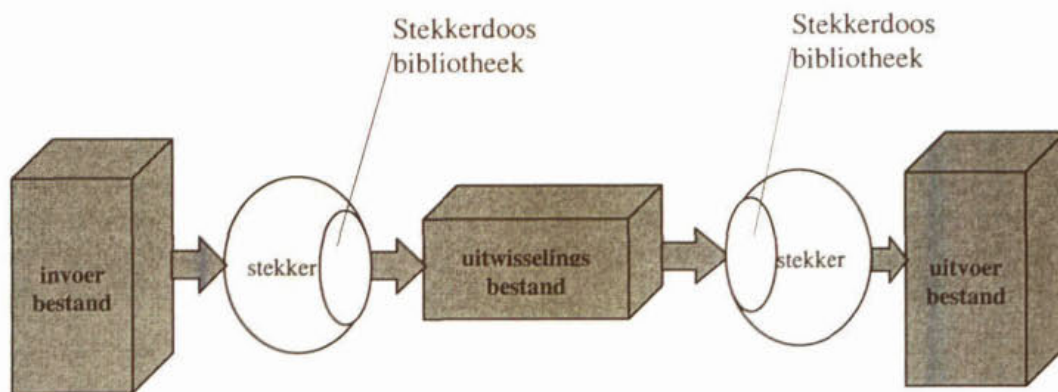 Stekkerdoos
bibliotheek
Stekkerdoos
bibliotheek
invoer
bestand
stekker
uitwisselings
bestand
stekker
uitvoer
bestand